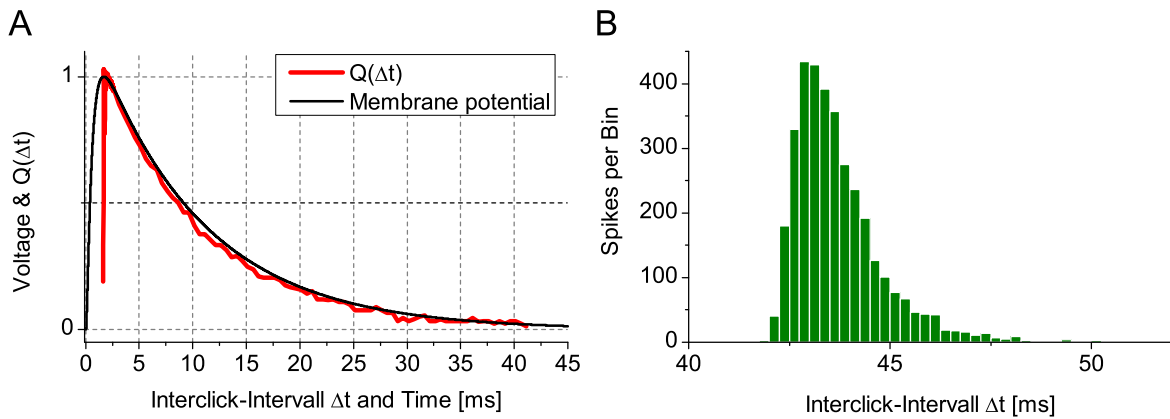 A
Voltage & Q(Δt)
1
0
Q(Δt)
Membrane potential
0 5 10 15 20 25 30 35 40 45
Interclick-Intervall Δt and Time [ms]
B
Spikes per Bin
400
300
200
100
0
40 45 50
Interclick-Intervall Δt [ms]